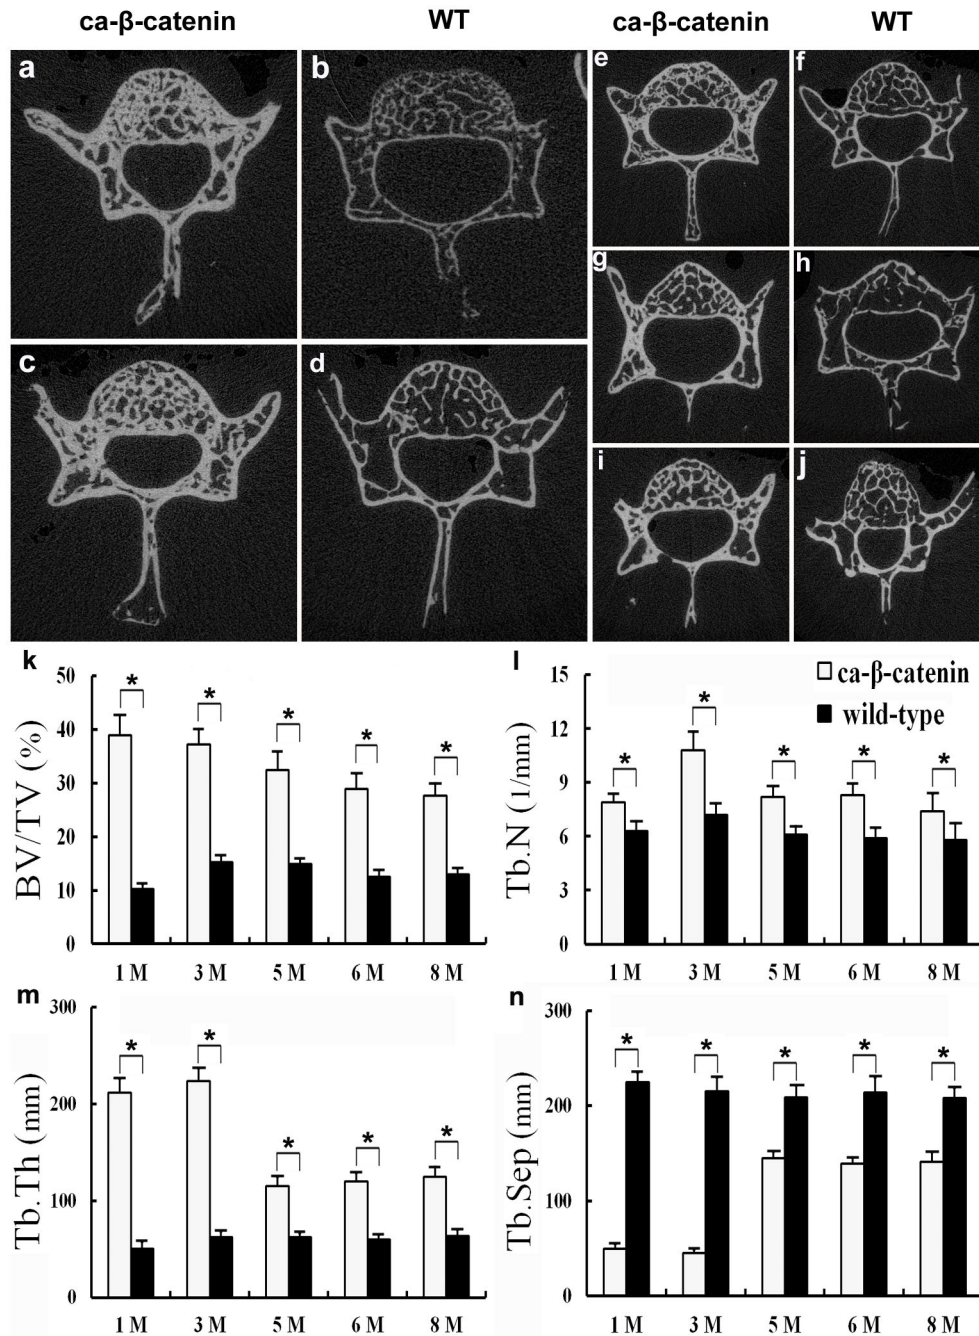 ca-β-catenin WT ca-β-catenin WT
a b e f
g h
c d
i j
k l
50
40
30
20
10
0
BV/TV (%)
* * * * *
1 M 3 M 5 M 6 M 8 M
15
12
9
6
3
0
Tb.N (1/mm)
ca-β-catenin
wild-type
* * * * *
1 M 3 M 5 M 6 M 8 M
m n
300
200
100
0
Tb.Th (mm)
* * * * *
1 M 3 M 5 M 6 M 8 M
300
200
100
0
Tb.Sep (mm)
* * * * *
1 M 3 M 5 M 6 M 8 M